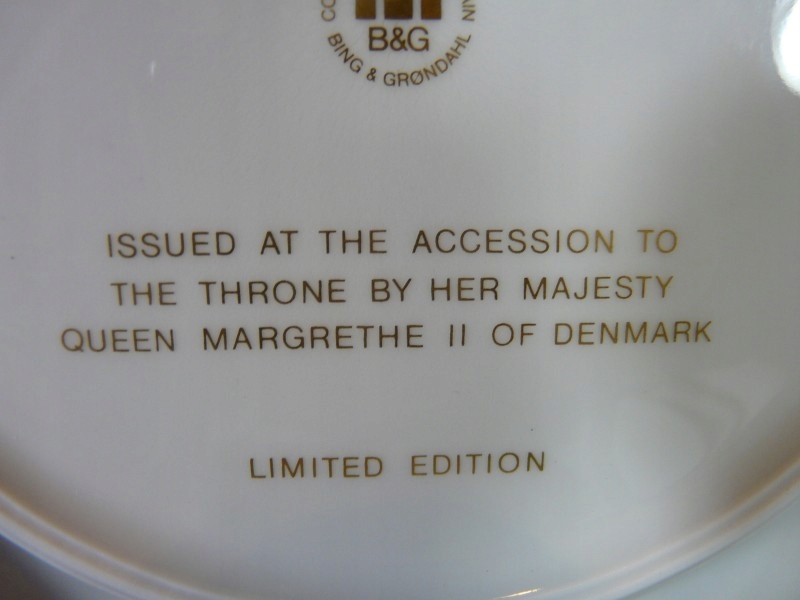 B&G
BING & GRØNDAHL
ISSUED AT THE ACCESSION TO
THE THRONE BY HER MAJESTY
QUEEN MARGRETHE II OF DENMARK
LIMITED EDITION